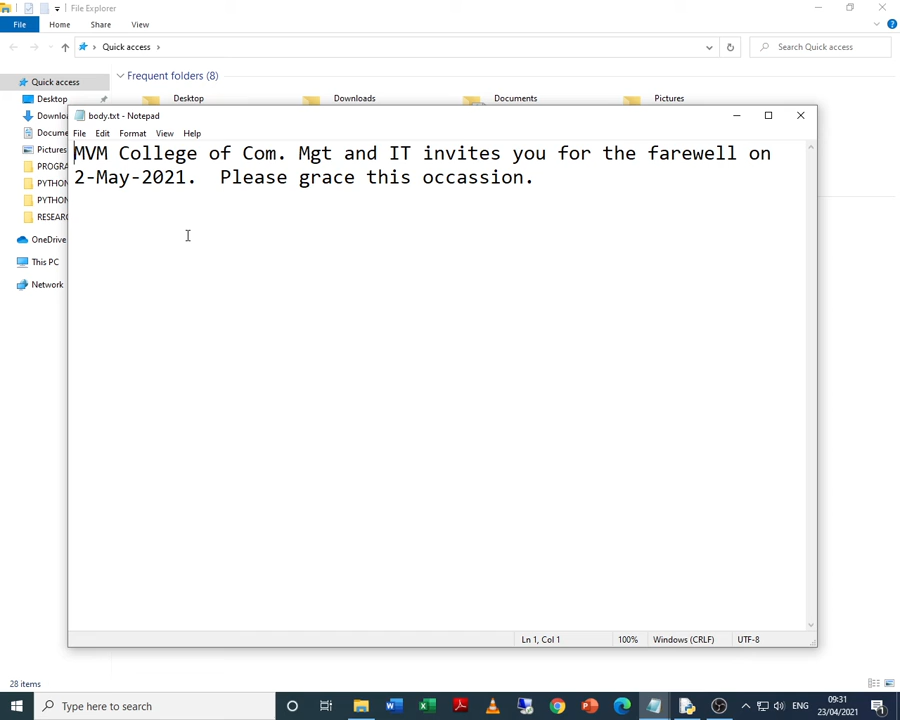 File Explorer
File Home Share View
Quick access
Search Quick access
Quick access
Frequent folders (8)
Desktop
Desktop Downloads Documents Pictures
body.txt - Notepad
File Edit Format View Help
MVM College of Com. Mgt and IT invites you for the farewell on
2-May-2021.  Please grace this occassion.
Pictures
OneDrive
This PC
Network
Ln 1, Col 1 100% Windows (CRLF) UTF-8
28 items
Type here to search
ENG
09:31
23/04/2021
1